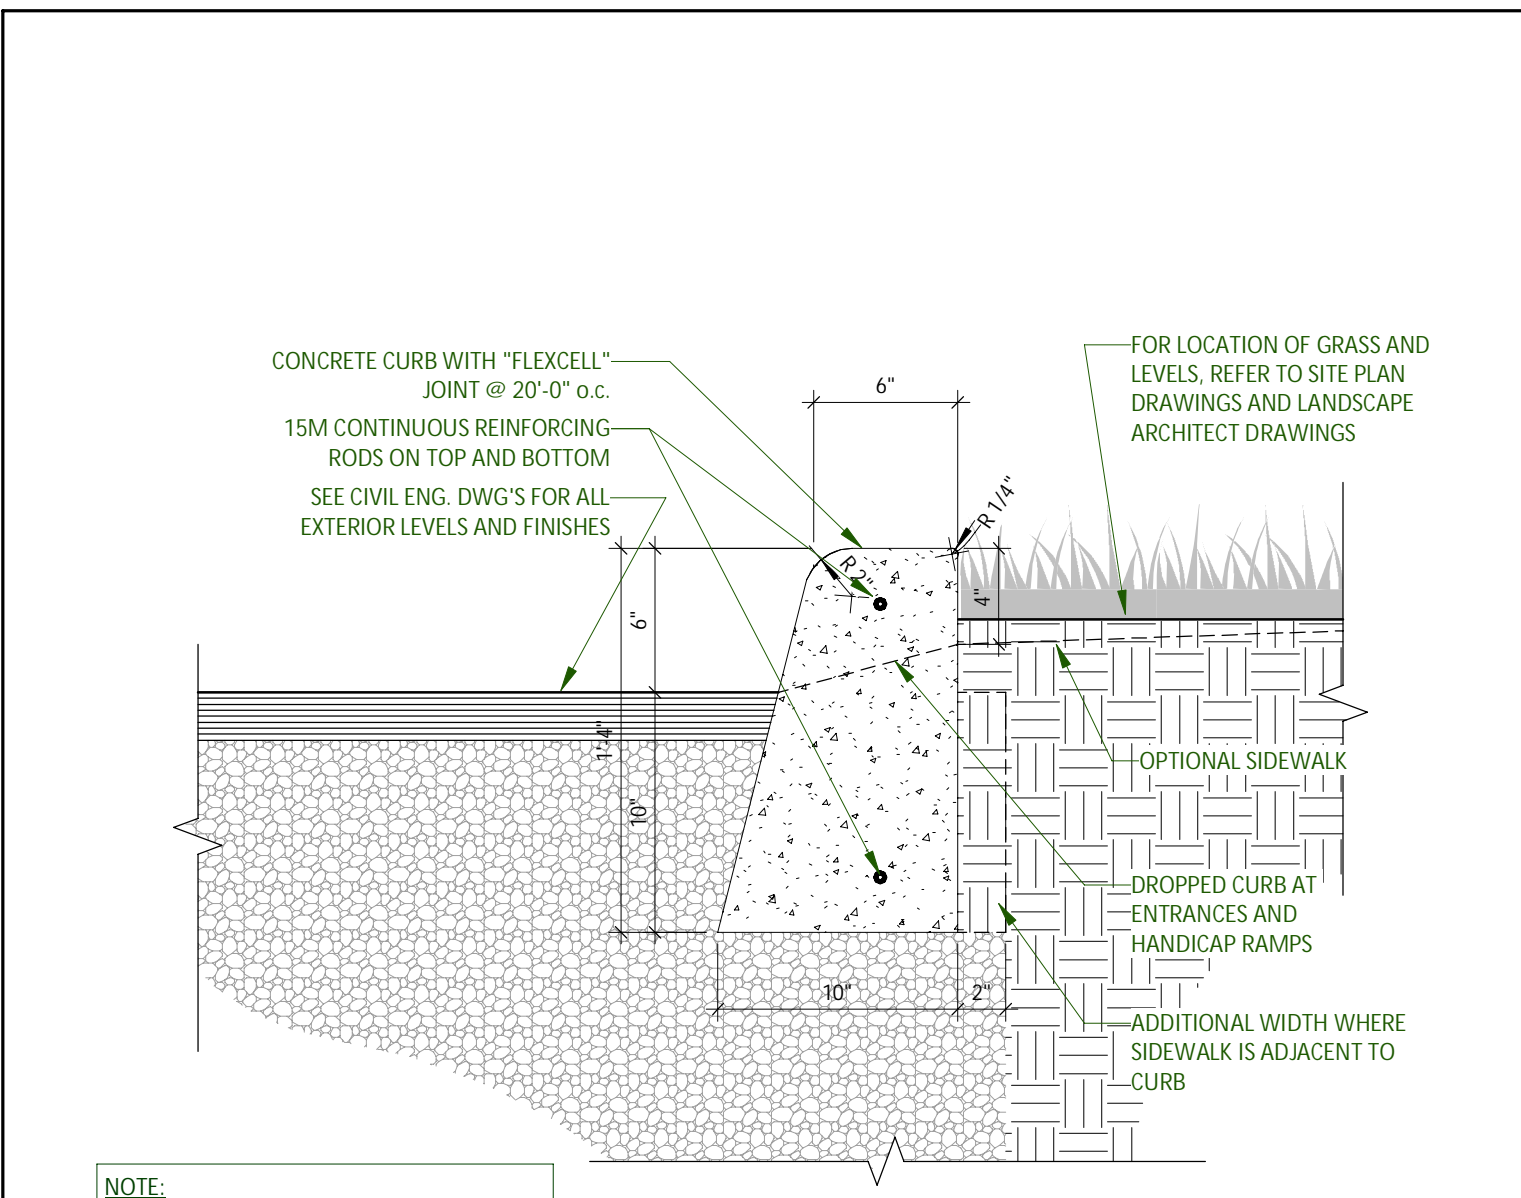 CONCRETE CURB WITH "FLEXCELL"
JOINT @ 20'-0" o.c.
15M CONTINUOUS REINFORCING
RODS ON TOP AND BOTTOM
SEE CIVIL ENG. DWG'S FOR ALL
EXTERIOR LEVELS AND FINISHES
6"
R 1/4"
R 2"
4"
6"
1'-4"
10"
10"
2"
FOR LOCATION OF GRASS AND
LEVELS, REFER TO SITE PLAN
DRAWINGS AND LANDSCAPE
ARCHITECT DRAWINGS
OPTIONAL SIDEWALK
DROPPED CURB AT
ENTRANCES AND
HANDICAP RAMPS
ADDITIONAL WIDTH WHERE
SIDEWALK IS ADJACENT TO
CURB
NOTE: